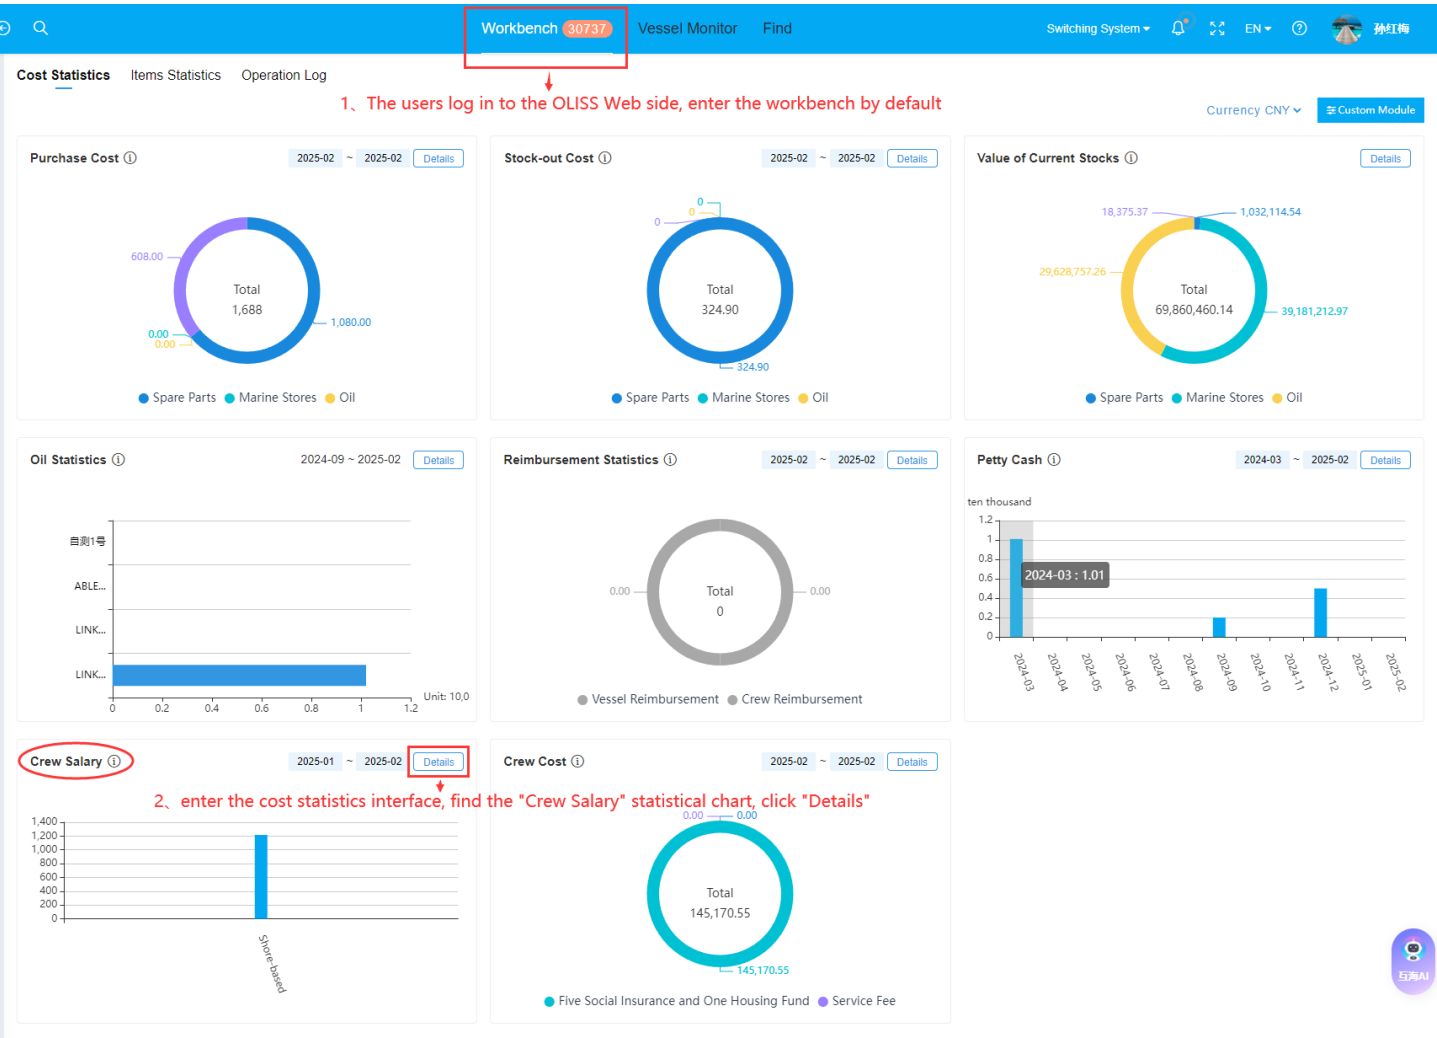 Workbench 30737 Vessel Monitor Find Switching System EN 孙红梅
Cost Statistics Items Statistics Operation Log
1、The users log in to the OLISS Web side, enter the workbench by default
Currency CNY Custom Module
Purchase Cost 2025-02 ~ 2025-02 Details
608.00
Total
1,688
1,080.00
0.00
0.00
Spare Parts Marine Stores Oil
Stock-out Cost 2025-02 ~ 2025-02 Details
0
0
0
Total
324.90
324.90
Spare Parts Marine Stores Oil
Value of Current Stocks Details
18,375.37 1,032,114.54
29,628,757.26
Total
69,860,460.14
39,181,212.97
Spare Parts Marine Stores Oil
Oil Statistics 2024-09 ~ 2025-02 Details
自测1号
ABLE...
LINK...
LINK...
Unit: 10,0
0 0.2 0.4 0.6 0.8 1 1.2
Reimbursement Statistics 2025-02 ~ 2025-02 Details
0.00 Total 0.00
0
Vessel Reimbursement Crew Reimbursement
Petty Cash 2024-03 ~ 2025-02 Details
ten thousand
1.2
1
0.8
0.6
0.4
0.2
0
2024-03 : 1.01
2024-03 2024-04 2024-05 2024-06 2024-07 2024-08 2024-09 2024-10 2024-11 2024-12 2025-01 2025-02
Crew Salary 2025-01 ~ 2025-02 Details
2、enter the cost statistics interface, find the "Crew Salary" statistical chart, click "Details"
1,400
1,200
1,000
800
600
400
200
0
Shore-based
Crew Cost 2025-02 ~ 2025-02 Details
0.00 0.00
Total
145,170.55
145,170.55
Five Social Insurance and One Housing Fund Service Fee
互海AI